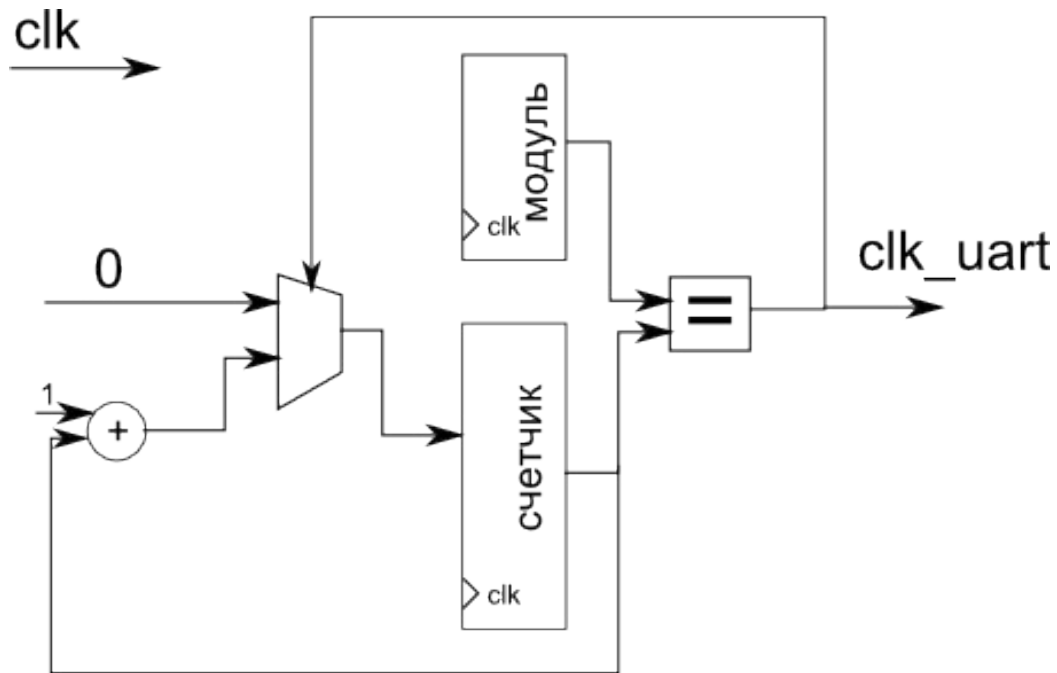 clk
модуль
clk
0
clk_uart
=
1
+
счетчик
clk